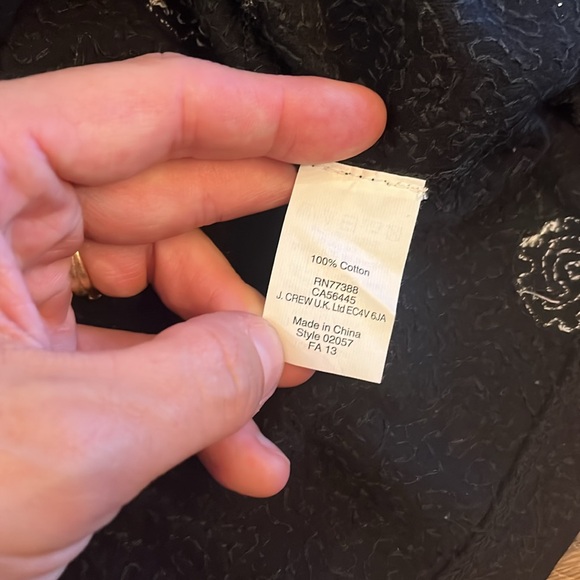 100% Cotton
RN77388
CA56445
J. CREW U.K. Ltd EC4V 6JA
Made in China
Style 02057
FA 13